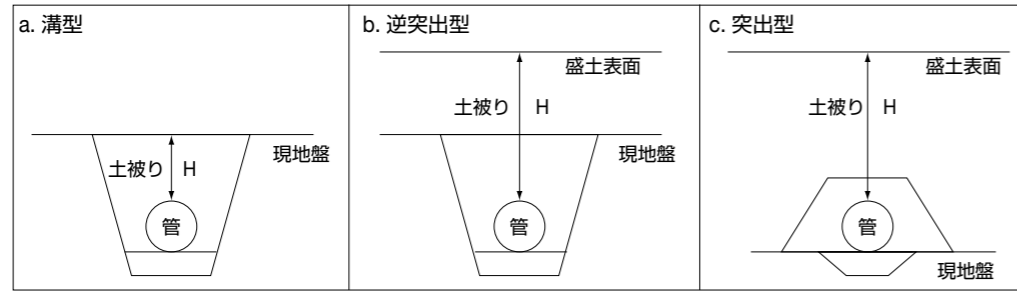 a. 溝型
土被り H
現地盤
管
b. 逆突出型
盛土表面
土被り H
現地盤
管
c. 突出型
盛土表面
土被り H
管
現地盤